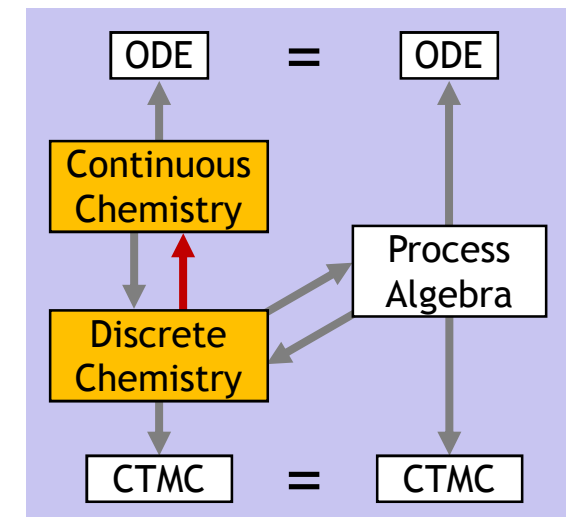 ODE = ODE
Continuous
Chemistry
Process
Algebra
Discrete
Chemistry
CTMC = CTMC